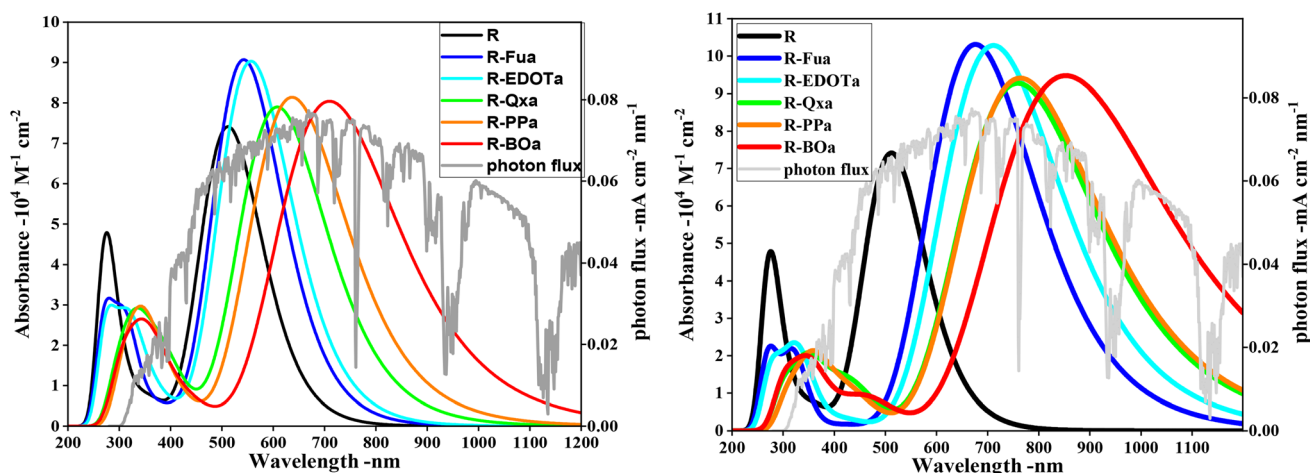 10
9
8
7
6
5
4
3
2
1
0
Absorbance -10⁴ M⁻¹ cm⁻²
200 300 400 500 600 700 800 900 1000 1100 1200
Wavelength -nm
0.08
0.06
0.04
0.02
0.00
photon flux -mA cm⁻² nm⁻¹
R
R-Fua
R-EDOTa
R-Qxa
R-PPa
R-BOa
photon flux
11
10
9
8
7
6
5
4
3
2
1
0
Absorbance -10⁴ M⁻¹ cm⁻²
200 300 400 500 600 700 800 900 1000 1100
Wavelength -nm
0.08
0.06
0.04
0.02
0.00
photon flux -mA cm⁻² nm⁻¹
R
R-Fua
R-EDOTa
R-Qxa
R-PPa
R-BOa
photon flux